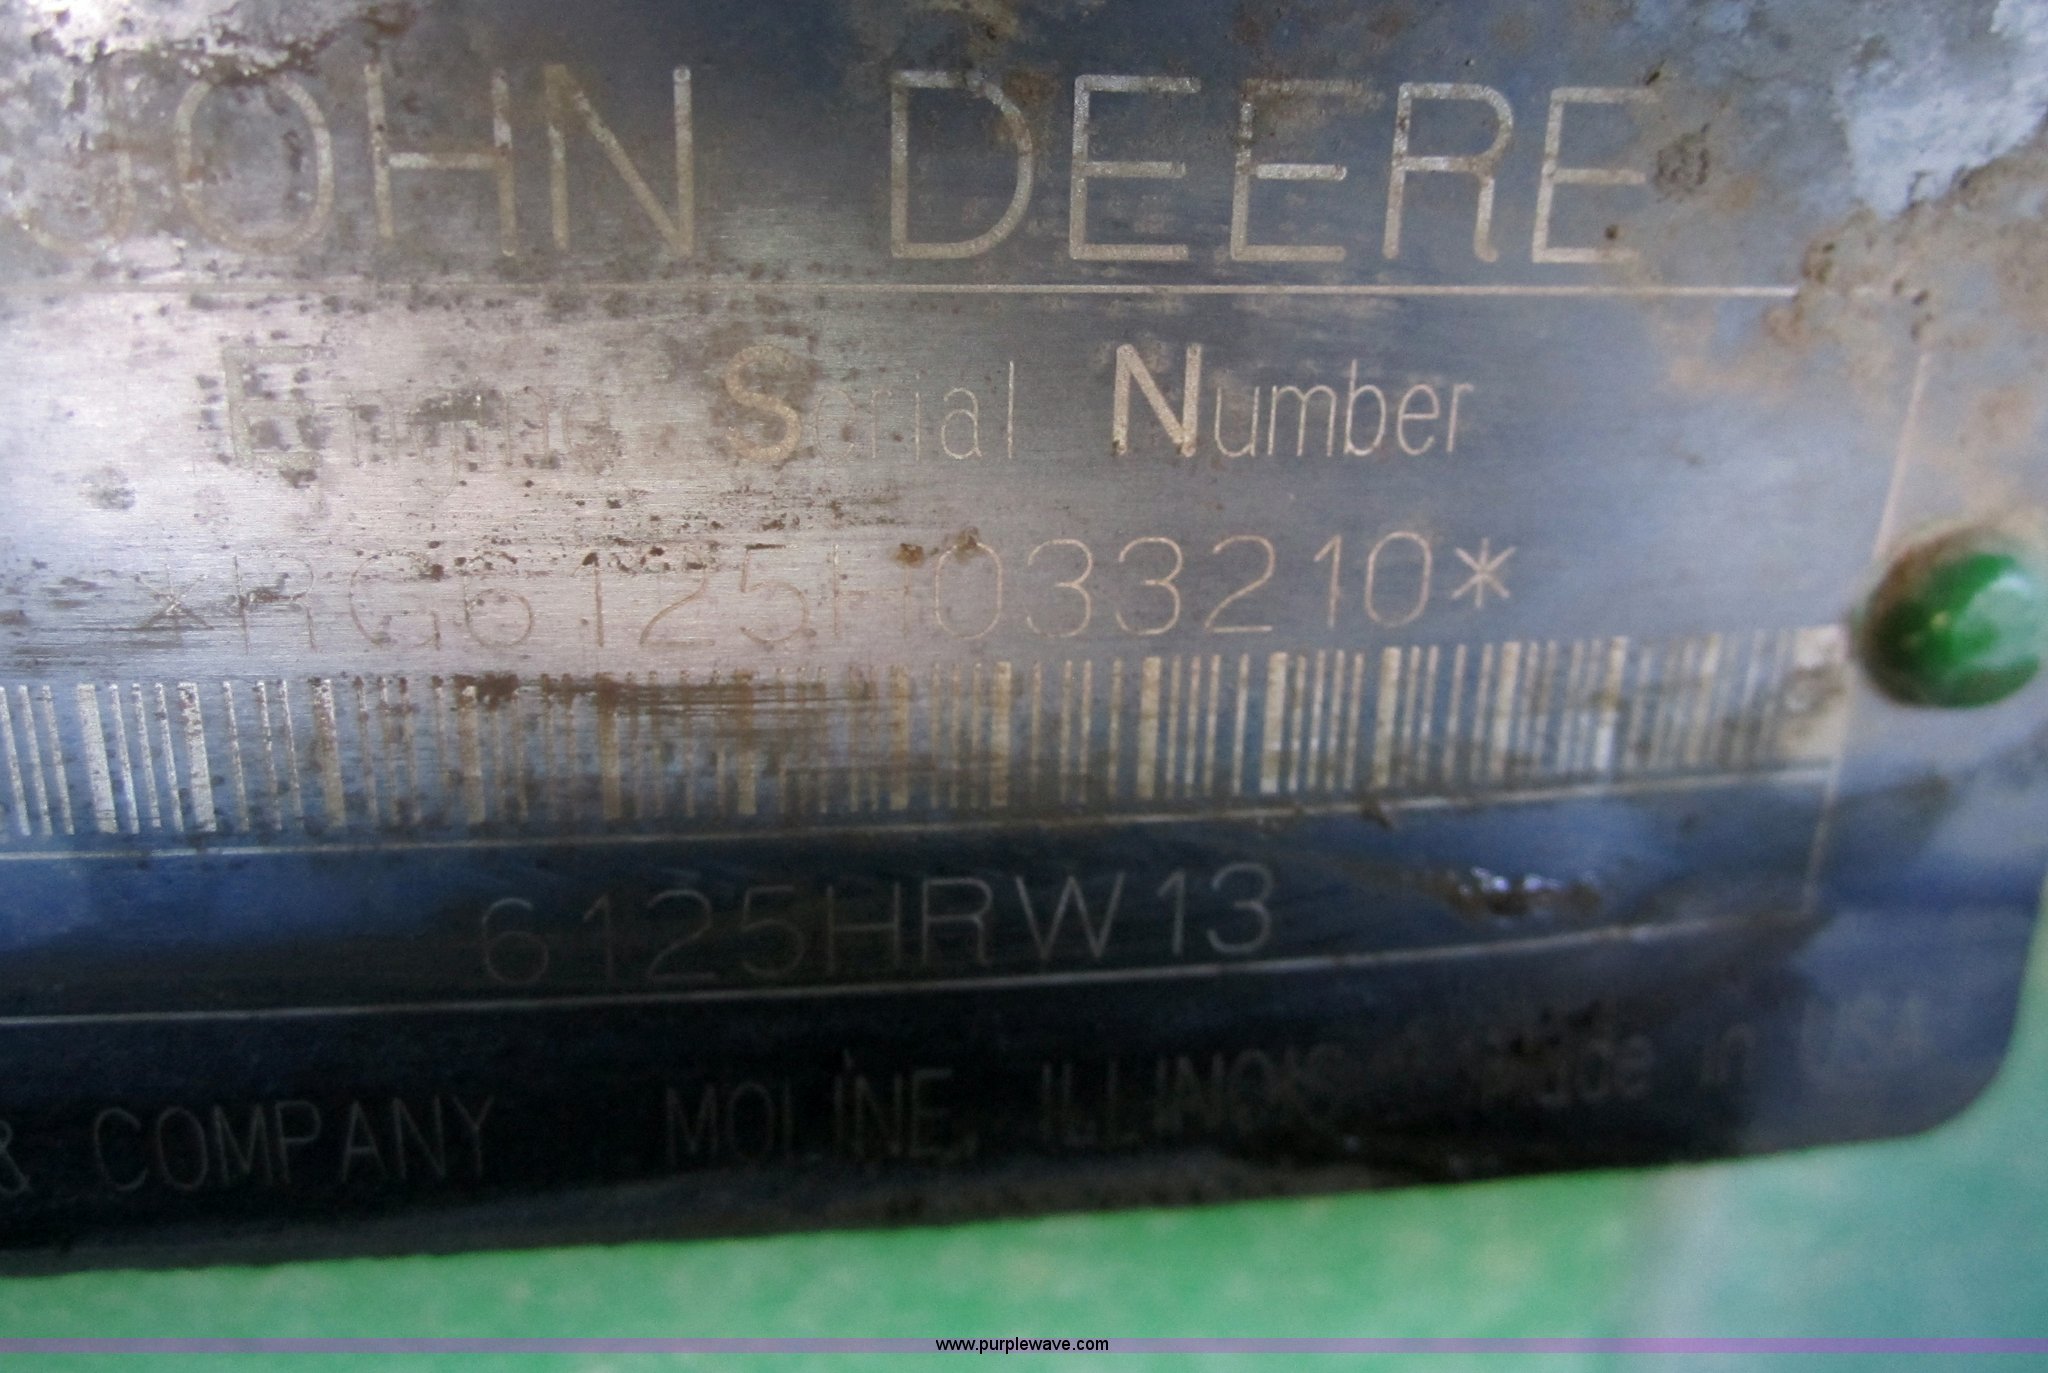 JOHN DEERE
Engine Serial Number
*RG6125H033210*
6125HRW13
& COMPANY MOLINE, ILLINOIS Made in USA
www.purplewave.com